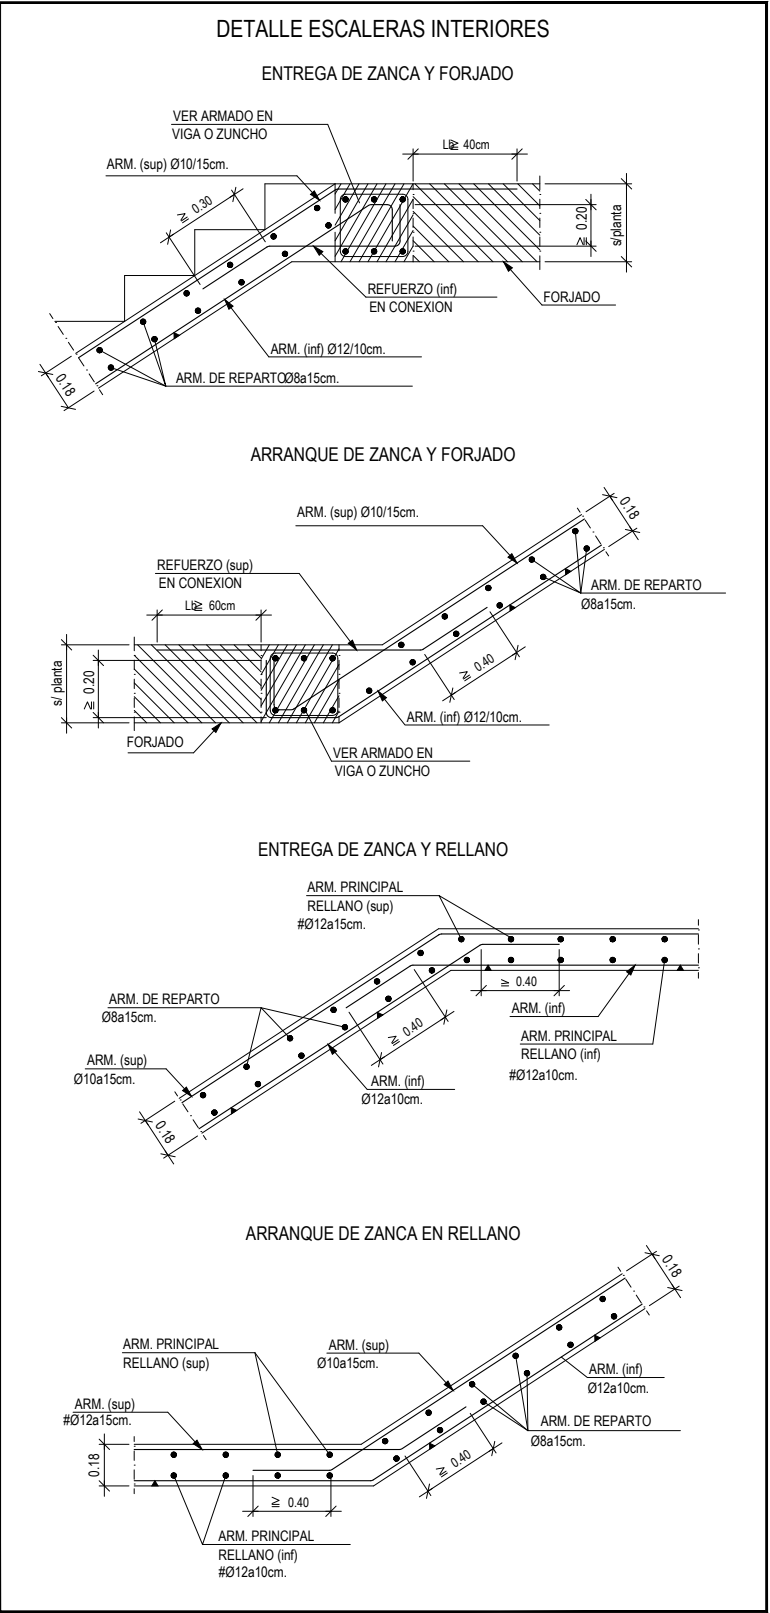 DETALLE ESCALERAS INTERIORES
ENTREGA DE ZANCA Y FORJADO
VER ARMADO EN
VIGA O ZUNCHO
ARM. (sup) Ø10/15cm.
Lb≧ 40cm
≧ 0.30
≧ 0.20
s/planta
REFUERZO (inf)
EN CONEXION
FORJADO
ARM. (inf) Ø12/10cm.
ARM. DE REPARTOØ8a15cm.
0.18
ARRANQUE DE ZANCA Y FORJADO
0.18
ARM. (sup) Ø10/15cm.
REFUERZO (sup)
EN CONEXION
ARM. DE REPARTO
Ø8a15cm.
Lb≧ 60cm
s/ planta
≧ 0.20
≧ 0.40
ARM. (inf) Ø12/10cm.
FORJADO
VER ARMADO EN
VIGA O ZUNCHO
ENTREGA DE ZANCA Y RELLANO
ARM. PRINCIPAL
RELLANO (sup)
#Ø12a15cm.
≧ 0.40
ARM. DE REPARTO
Ø8a15cm.
ARM. (inf)
≧ 0.40
ARM. PRINCIPAL
RELLANO (inf)
#Ø12a10cm.
ARM. (sup)
Ø10a15cm.
ARM. (inf)
Ø12a10cm.
0.18
ARRANQUE DE ZANCA EN RELLANO
0.18
ARM. PRINCIPAL
RELLANO (sup)
ARM. (sup)
Ø10a15cm.
ARM. (inf)
Ø12a10cm.
ARM. (sup)
#Ø12a15cm.
ARM. DE REPARTO
Ø8a15cm.
0.18
≧ 0.40
≧ 0.40
ARM. PRINCIPAL
RELLANO (inf)
#Ø12a10cm.